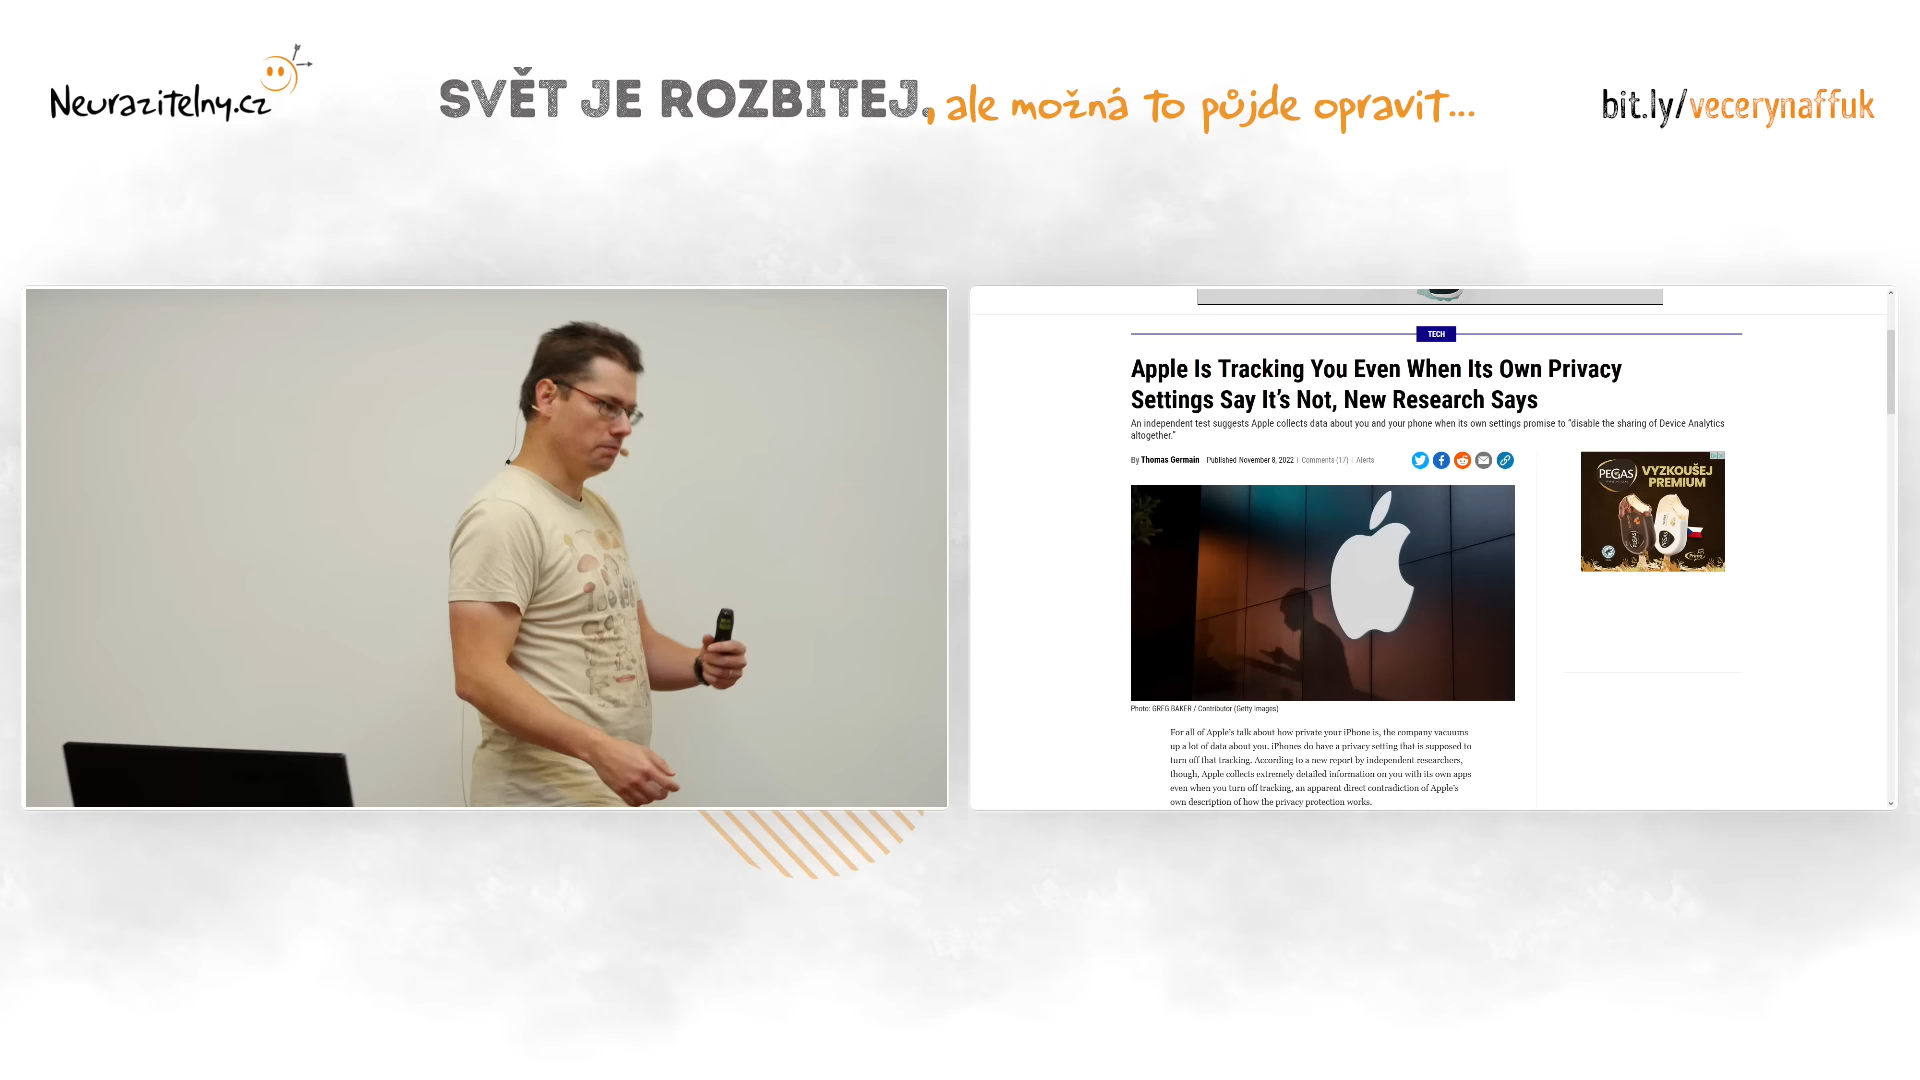 Neurazitelny.cz
SVĚT JE ROZBITEJ, ale možná to půjde opravit...
bit.ly/vecerynaffuk
TECH
Apple Is Tracking You Even When Its Own Privacy
Settings Say It’s Not, New Research Says
An independent test suggests Apple collects data about you and your phone when its own settings promise to “disable the sharing of Device Analytics
altogether.”
By Thomas Germain Published November 8, 2022 | Comments (17) | Alerts
PEGAS
PREMIUM
VYZKOUŠEJ
PREMIUM
Photo: GREG BAKER / Contributor (Getty Images)
For all of Apple’s talk about how private your iPhone is, the company vacuums
up a lot of data about you. iPhones do have a privacy setting that is supposed to
turn off that tracking. According to a new report by independent researchers,
though, Apple collects extremely detailed information on you with its own apps
even when you turn off tracking, an apparent direct contradiction of Apple’s
own description of how the privacy protection works.